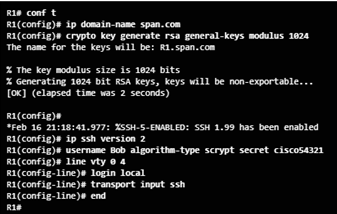 R1# conf t
R1(config)# ip domain-name span.com
R1(config)# crypto key generate rsa general-keys modulus 1024
The name for the keys will be: R1.span.com
% The key modulus size is 1024 bits
% Generating 1024 bit RSA keys, keys will be non-exportable...
[OK] (elapsed time was 2 seconds)
R1(config)#
*Feb 16 21:18:41.977: %SSH-5-ENABLED: SSH 1.99 has been enabled
R1(config)# ip ssh version 2
R1(config)# username Bob algorithm-type scrypt secret cisco54321
R1(config)# line vty 0 4
R1(config-line)# login local
R1(config-line)# transport input ssh
R1(config-line)# end
R1#